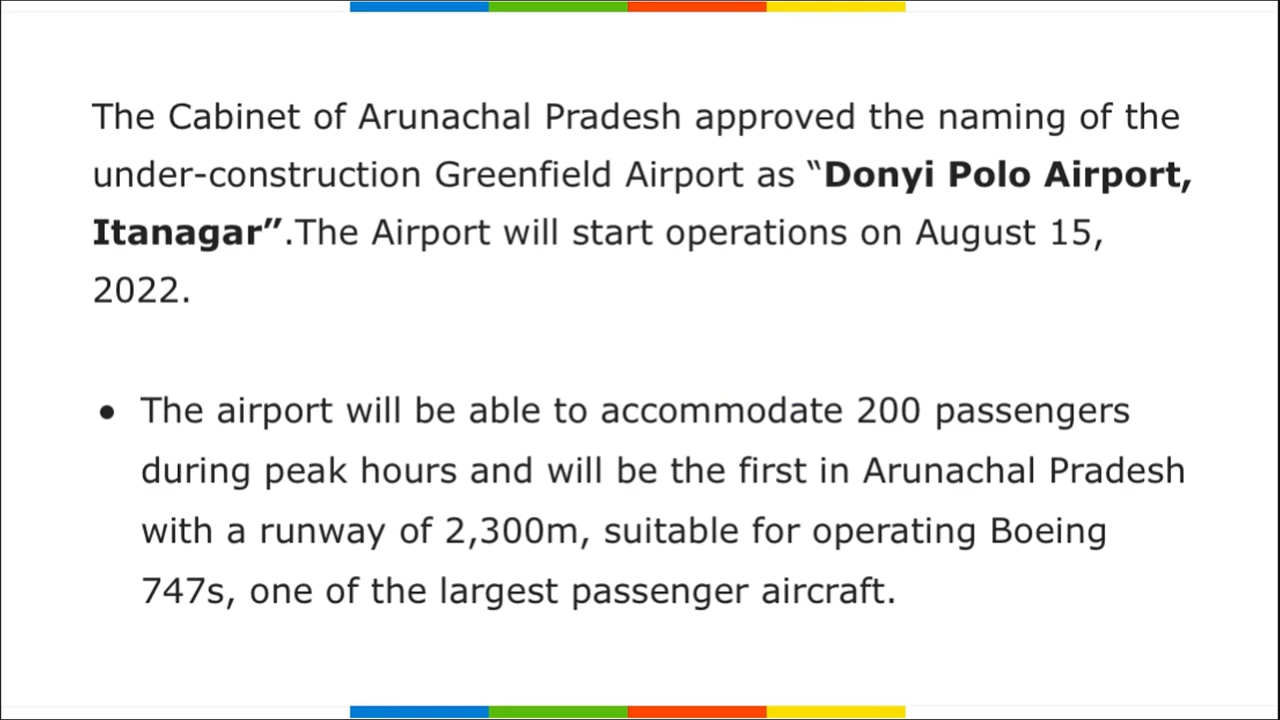 The Cabinet of Arunachal Pradesh approved the naming of the
under-construction Greenfield Airport as “Donyi Polo Airport,
Itanagar”.The Airport will start operations on August 15,
2022.
• The airport will be able to accommodate 200 passengers
during peak hours and will be the first in Arunachal Pradesh
with a runway of 2,300m, suitable for operating Boeing
747s, one of the largest passenger aircraft.